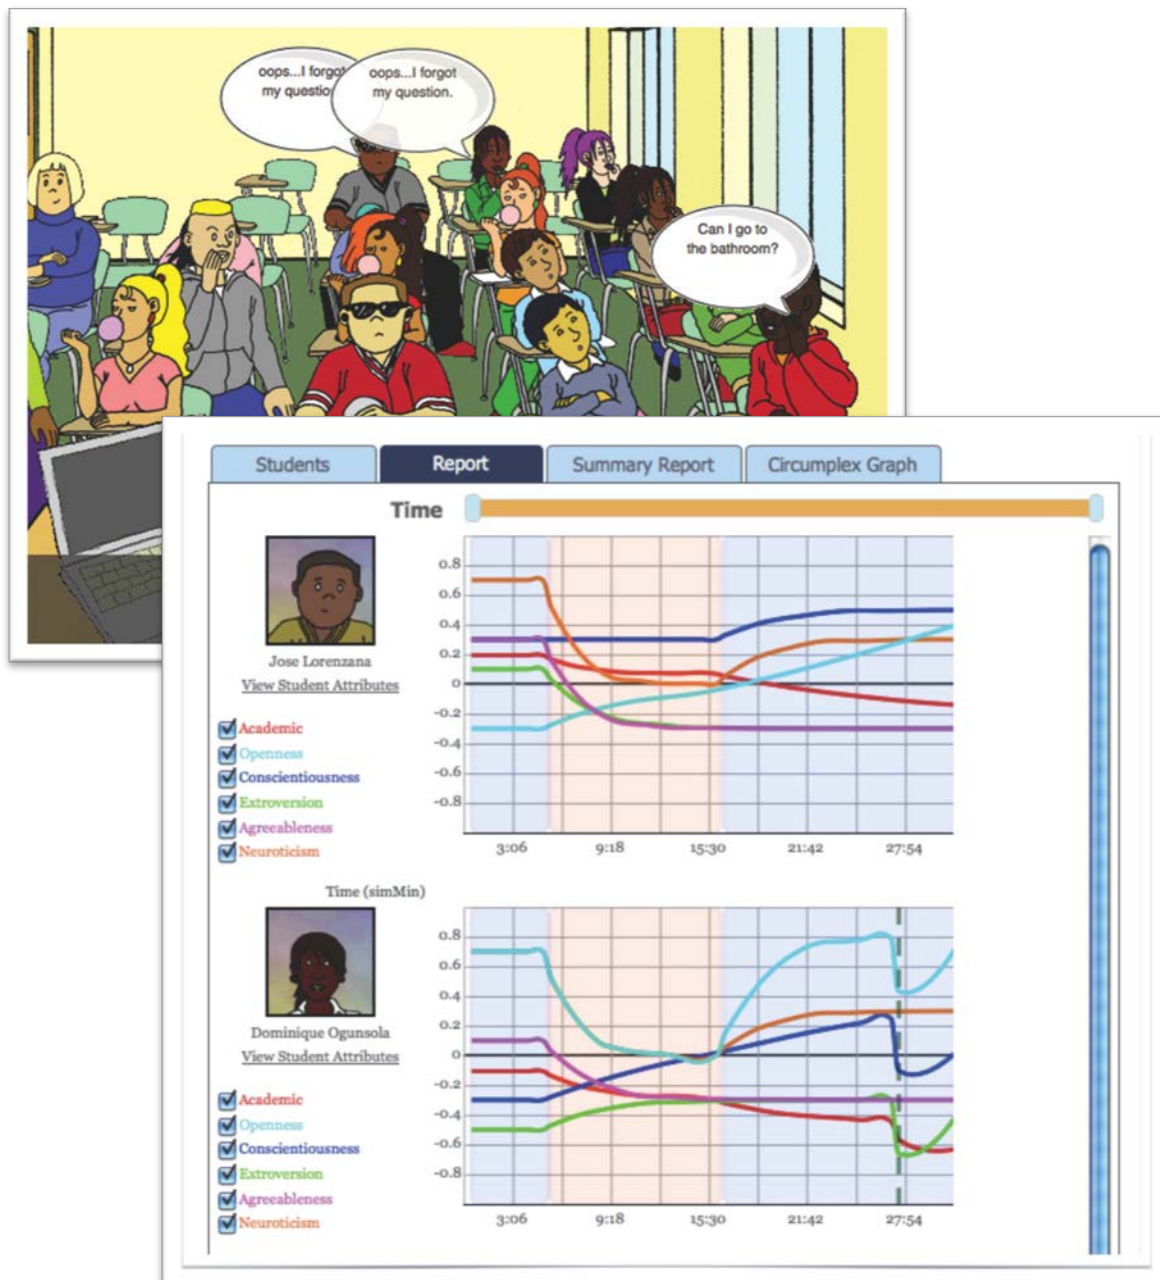 oops...I forgot
my question
oops...I forgot
my question.
Can I go to
the bathroom?
Students
Report
Summary Report
Circumplex Graph
Time
0.8
0.6
0.4
0.2
0
-0.2
-0.4
-0.6
-0.8
3:06
9:18
15:30
21:42
27:54
Jose Lorenzana
View Student Attributes
Academic
Openness
Conscientiousness
Extroversion
Agreeableness
Neuroticism
Time (simMin)
0.8
0.6
0.4
0.2
0
-0.2
-0.4
-0.6
-0.8
3:06
9:18
15:30
21:42
27:54
Dominique Ogunsola
View Student Attributes
Academic
Openness
Conscientiousness
Extroversion
Agreeableness
Neuroticism